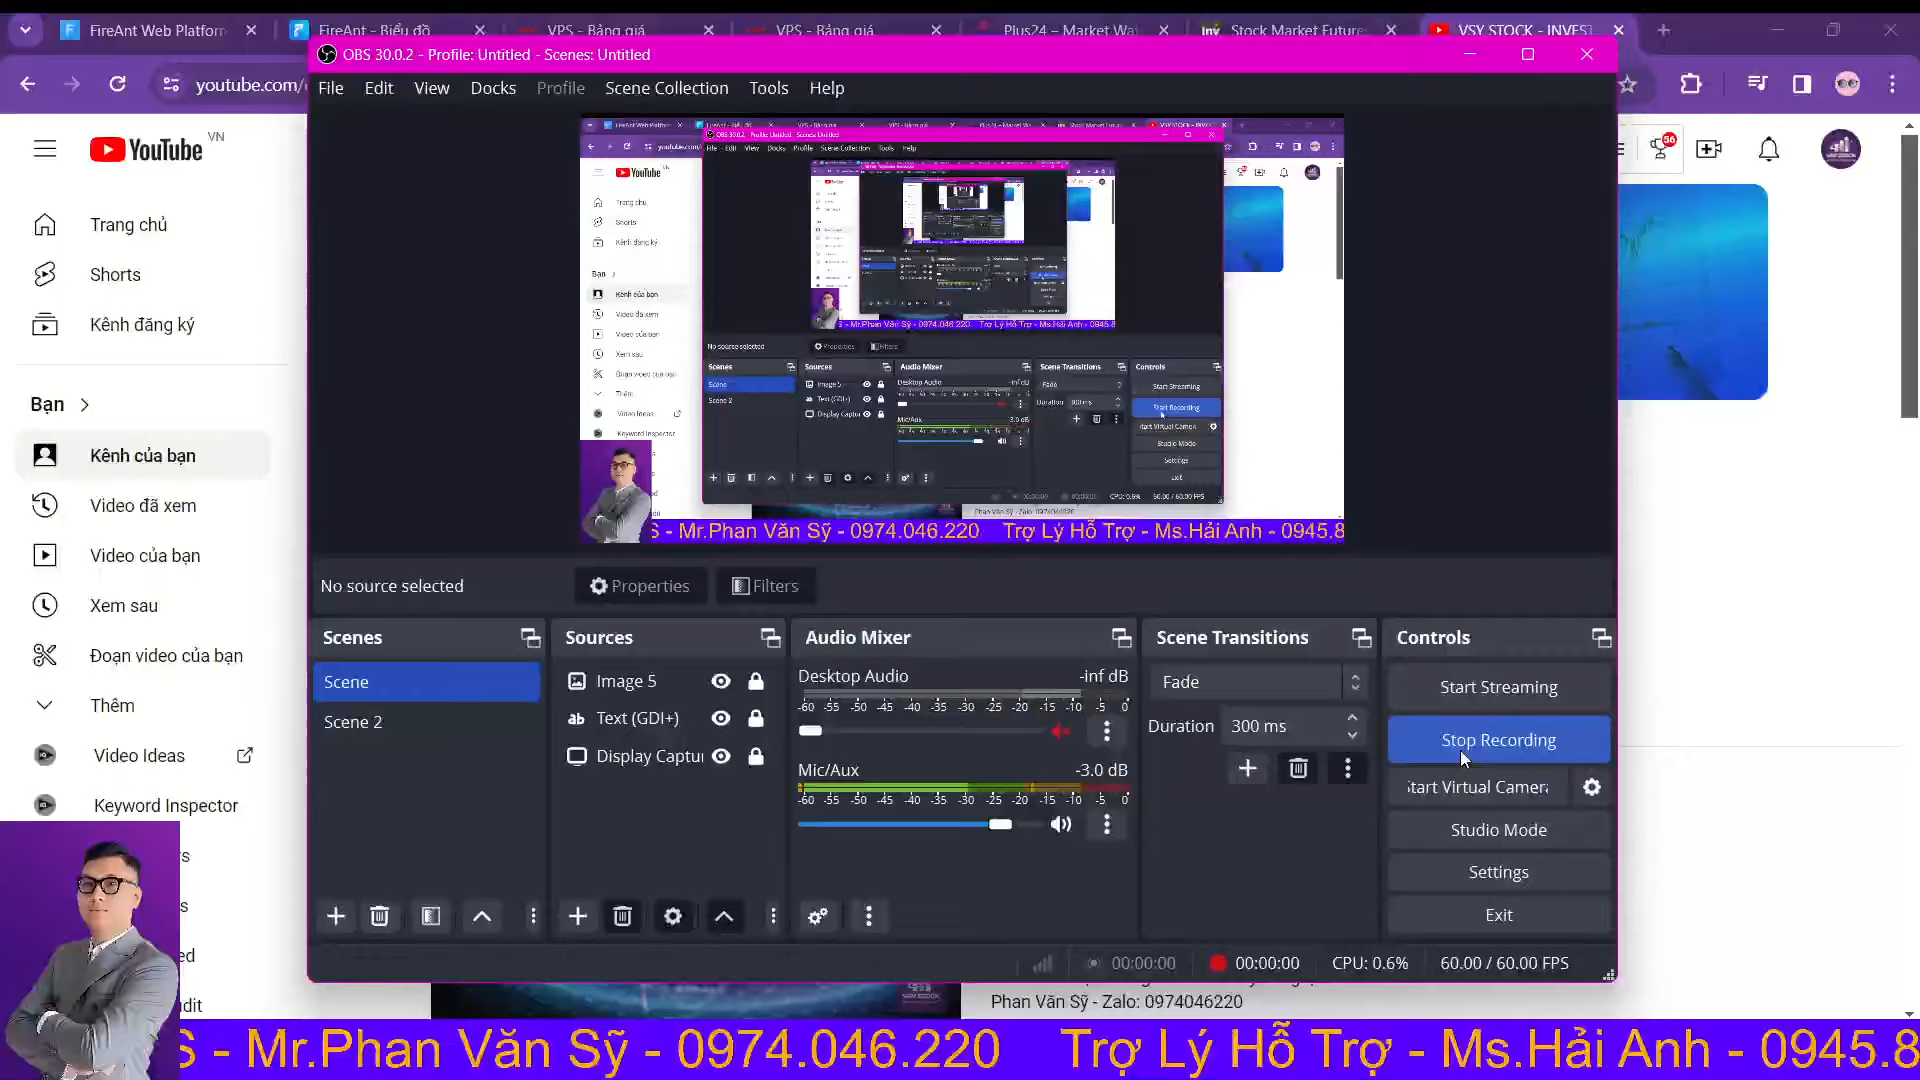 FireAnt Web Platform
FireAnt - Biểu đồ
VPS - Bảng giá
VPS - Bảng giá
Plus24 – Market Wa
Stock Market Future
VSY STOCK - INVEST
OBS 30.0.2 - Profile: Untitled - Scenes: Untitled
youtube.com/
File Edit View Docks Profile Scene Collection Tools Help
YouTube VN
56
Trang chủ
Shorts
Kênh đăng ký
Bạn
Kênh của bạn
Video đã xem
Video của bạn
Xem sau
Đoạn video của bạn
Thêm
Video Ideas
Keyword Inspector
S - Mr.Phan Văn Sỹ - 0974.046.220 Trợ Lý Hỗ Trợ - Ms.Hải Anh - 0945.8
No source selected
Properties
Filters
Scenes
Scene
Scene 2
Sources
Image 5
Text (GDI+)
Display Captu
Audio Mixer
Desktop Audio -inf dB
-60 -55 -50 -45 -40 -35 -30 -25 -20 -15 -10 -5 0
Mic/Aux -3.0 dB
-60 -55 -50 -45 -40 -35 -30 -25 -20 -15 -10 -5 0
Scene Transitions
Fade
Duration 300 ms
Controls
Start Streaming
Stop Recording
Start Virtual Camera
Studio Mode
Settings
Exit
00:00:00
00:00:00
CPU: 0.6%
60.00 / 60.00 FPS
Phan Văn Sỹ - Zalo: 0974046220
S - Mr.Phan Văn Sỹ - 0974.046.220 Trợ Lý Hỗ Trợ - Ms.Hải Anh - 0945.8